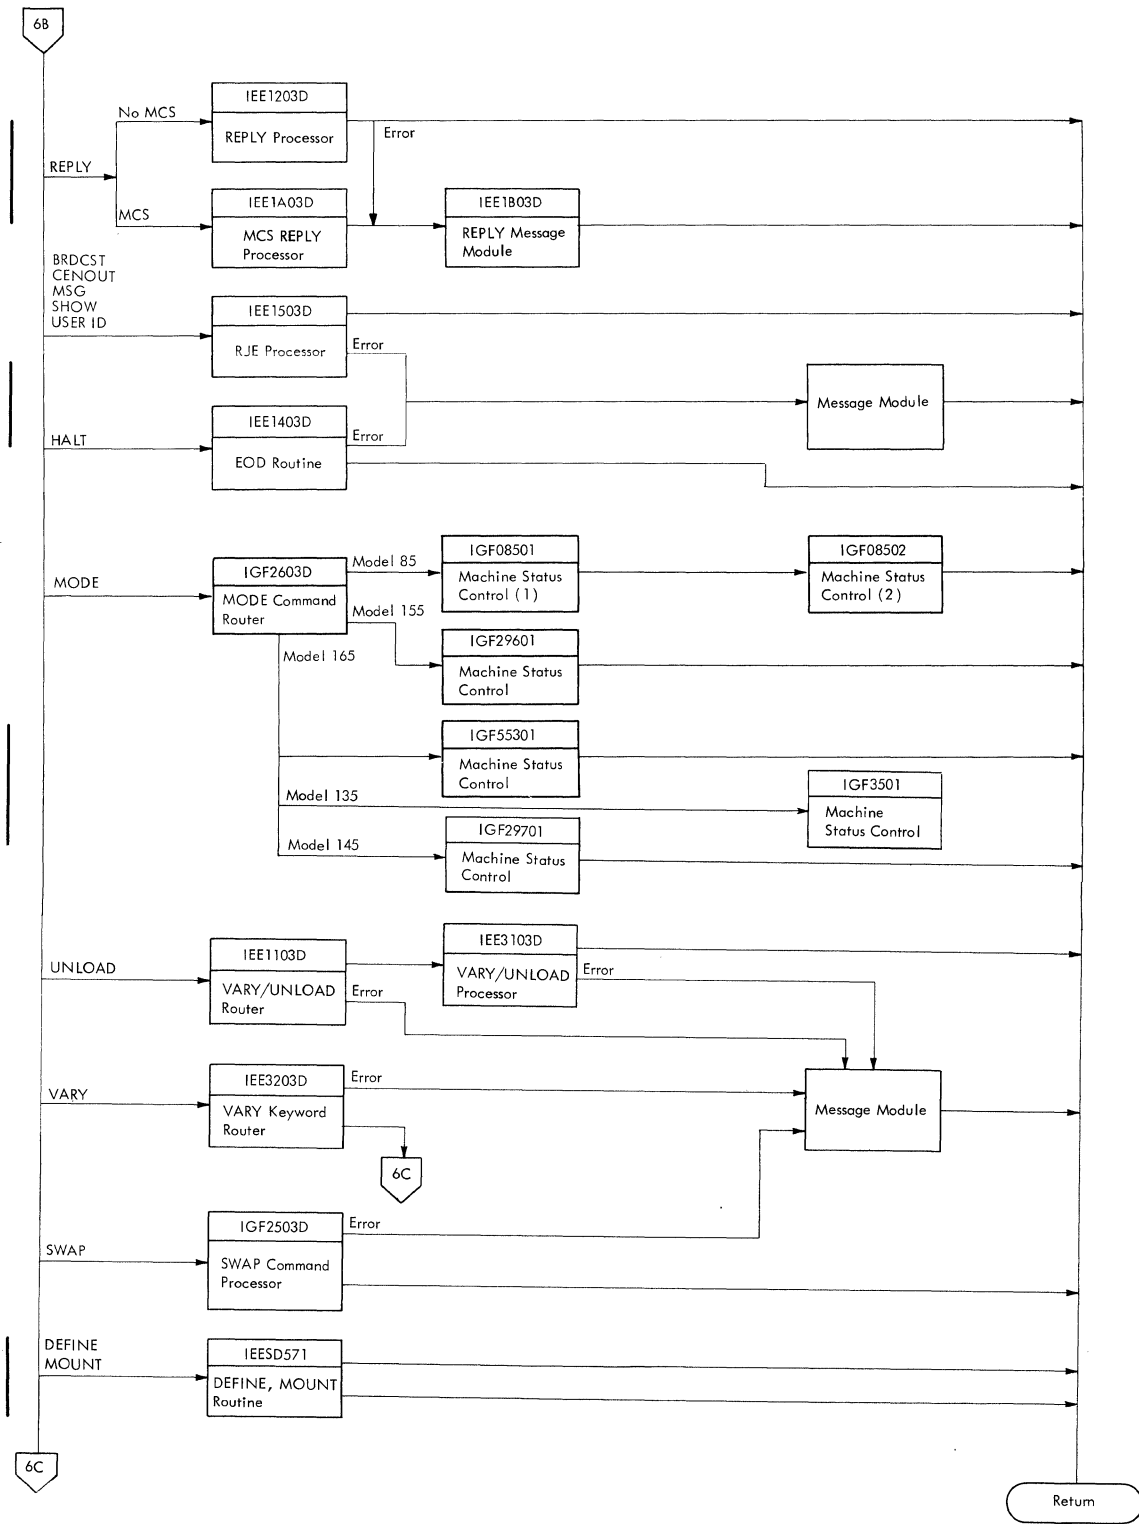 6B
No MCS
IEE1203D
REPLY Processor
Error
REPLY
MCS
IEE1A03D
MCS REPLY
Processor
IEE1B03D
REPLY Message
Module
BRDCST
CENOUT
MSG
SHOW
USER ID
IEE1503D
RJE Processor
Error
Message Module
HALT
IEE1403D
EOD Routine
Error
MODE
IGF2603D
MODE Command
Router
Model 85
IGF08501
Machine Status
Control (1)
IGF08502
Machine Status
Control (2)
Model 155
IGF29601
Machine Status
Control
Model 165
IGF55301
Machine Status
Control
Model 135
IGF3501
Machine
Status Control
Model 145
IGF29701
Machine Status
Control
UNLOAD
IEE1103D
VARY/UNLOAD
Router
Error
IEE3103D
VARY/UNLOAD
Processor
Error
VARY
IEE3203D
VARY Keyword
Router
Error
6C
Message Module
SWAP
IGF2503D
SWAP Command
Processor
Error
DEFINE
MOUNT
IEESD571
DEFINE, MOUNT
Routine
6C
Return